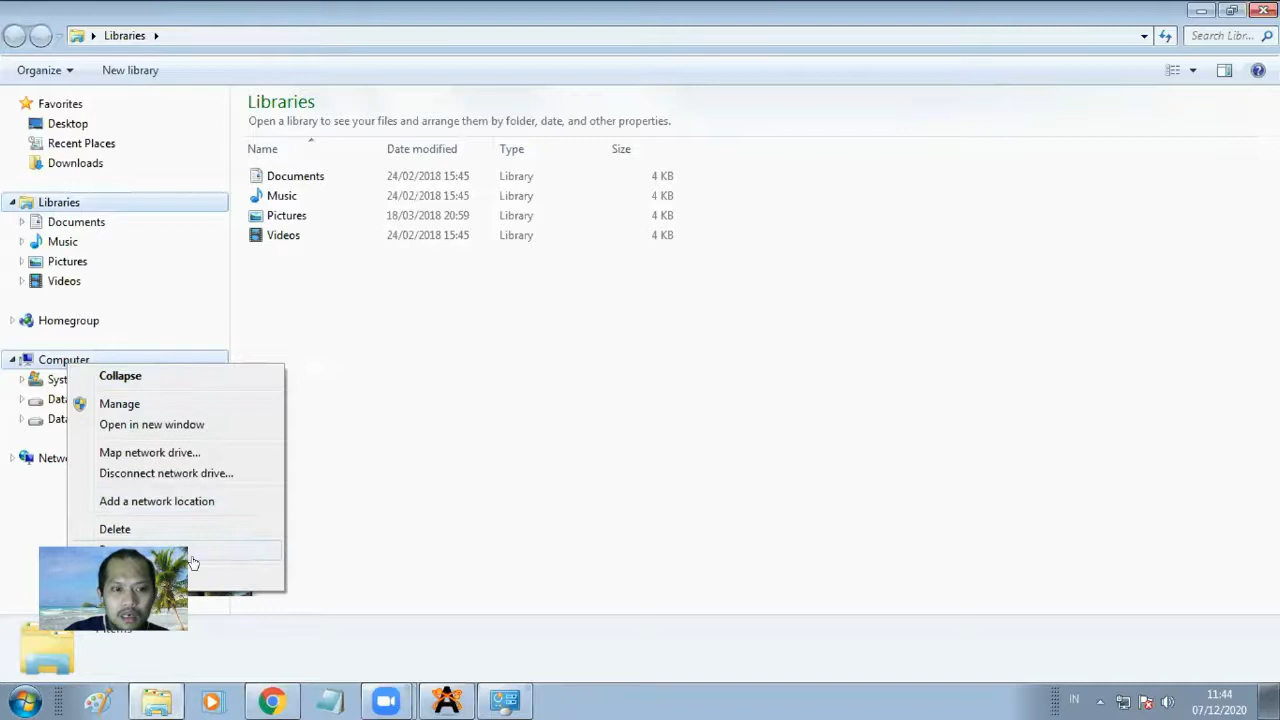 Libraries
Search Libr...
Organize
New library
Favorites
Desktop
Recent Places
Downloads
Libraries
Documents
Music
Pictures
Videos
Homegroup
Computer
Syst
Data
Data
Netwo
Libraries
Open a library to see your files and arrange them by folder, date, and other properties.
Name Date modified Type Size
Documents 24/02/2018 15:45 Library 4 KB
Music 24/02/2018 15:45 Library 4 KB
Pictures 18/03/2018 20:59 Library 4 KB
Videos 24/02/2018 15:45 Library 4 KB
Collapse
Manage
Open in new window
Map network drive...
Disconnect network drive...
Add a network location
Delete
IN
11:44
07/12/2020